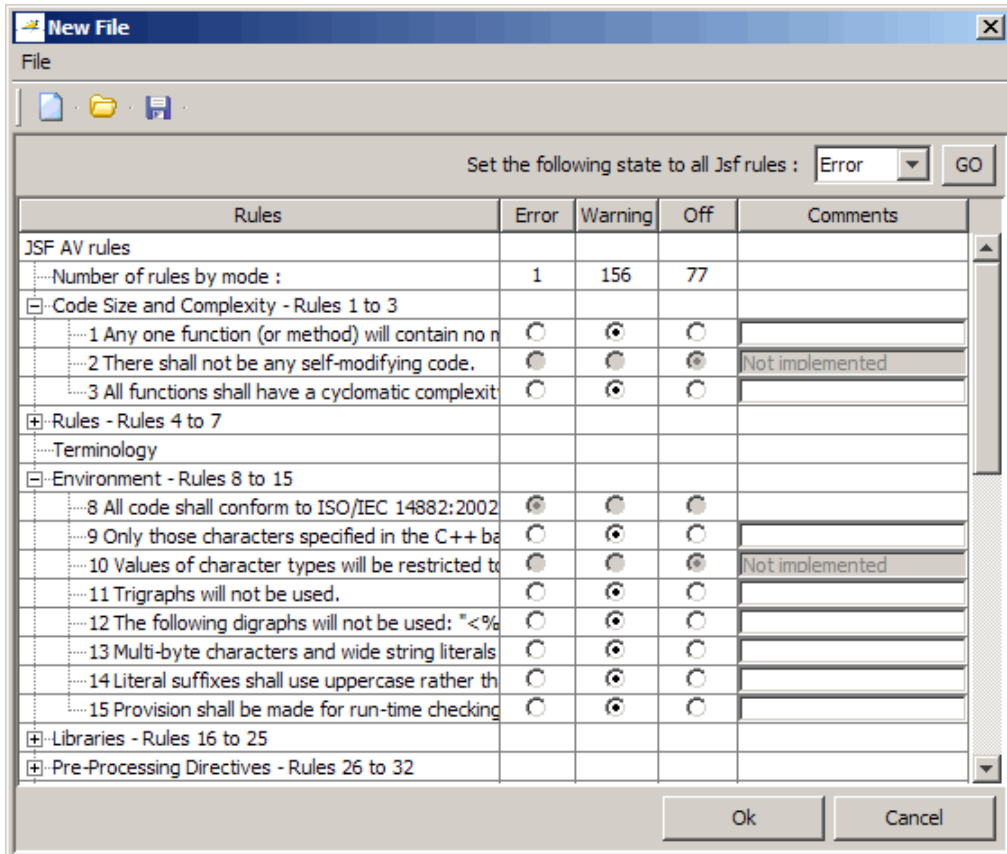 New File
File
Set the following state to all Jsf rules : Error GO
Rules Error Warning Off Comments
JSF AV rules
Number of rules by mode : 1 156 77
Code Size and Complexity - Rules 1 to 3
1 Any one function (or method) will contain no
2 There shall not be any self-modifying code. Not implemented
3 All functions shall have a cyclomatic complexit
Rules - Rules 4 to 7
Terminology
Environment - Rules 8 to 15
8 All code shall conform to ISO/IEC 14882:2002
9 Only those characters specified in the C++ ba
10 Values of character types will be restricted to Not implemented
11 Trigraphs will not be used.
12 The following digraphs will not be used: "<%
13 Multi-byte characters and wide string literals
14 Literal suffixes shall use uppercase rather th
15 Provision shall be made for run-time checking
Libraries - Rules 16 to 25
Pre-Processing Directives - Rules 26 to 32
Ok Cancel